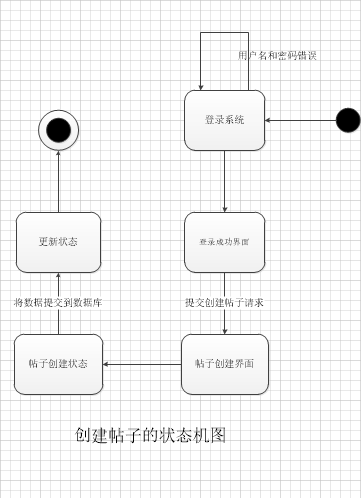 用户名和密码错误
登录系统
更新状态
登录成功界面
将数据提交到数据库
提交创建帖子请求
帖子创建状态
帖子创建界面
创建帖子的状态机图